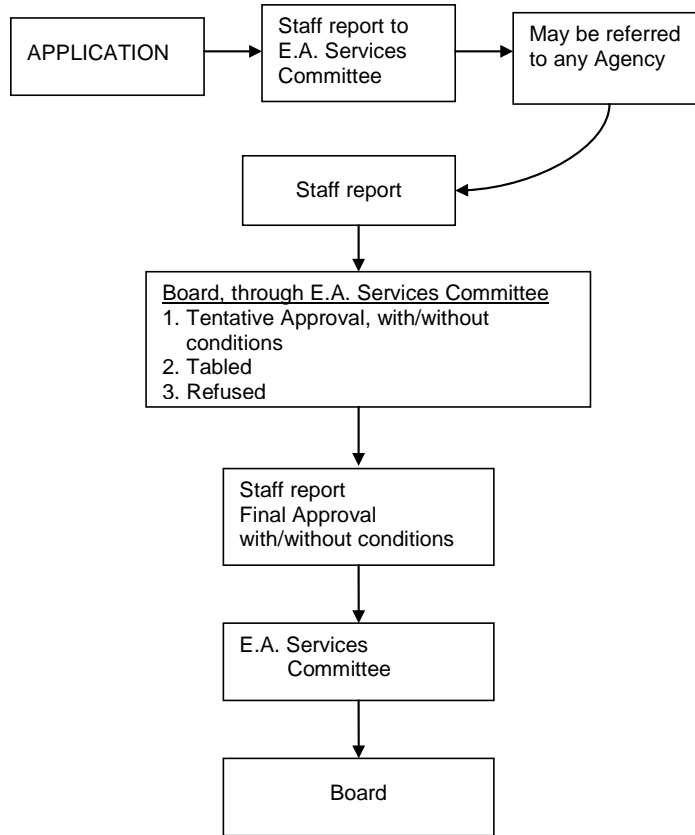 APPLICATION
Staff report to
E.A. Services
Committee
May be referred
to any Agency
Staff report
Board, through E.A. Services Committee
1. Tentative Approval, with/without
conditions
2. Tabled
3. Refused
Staff report
Final Approval
with/without conditions
E.A. Services
Committee
Board